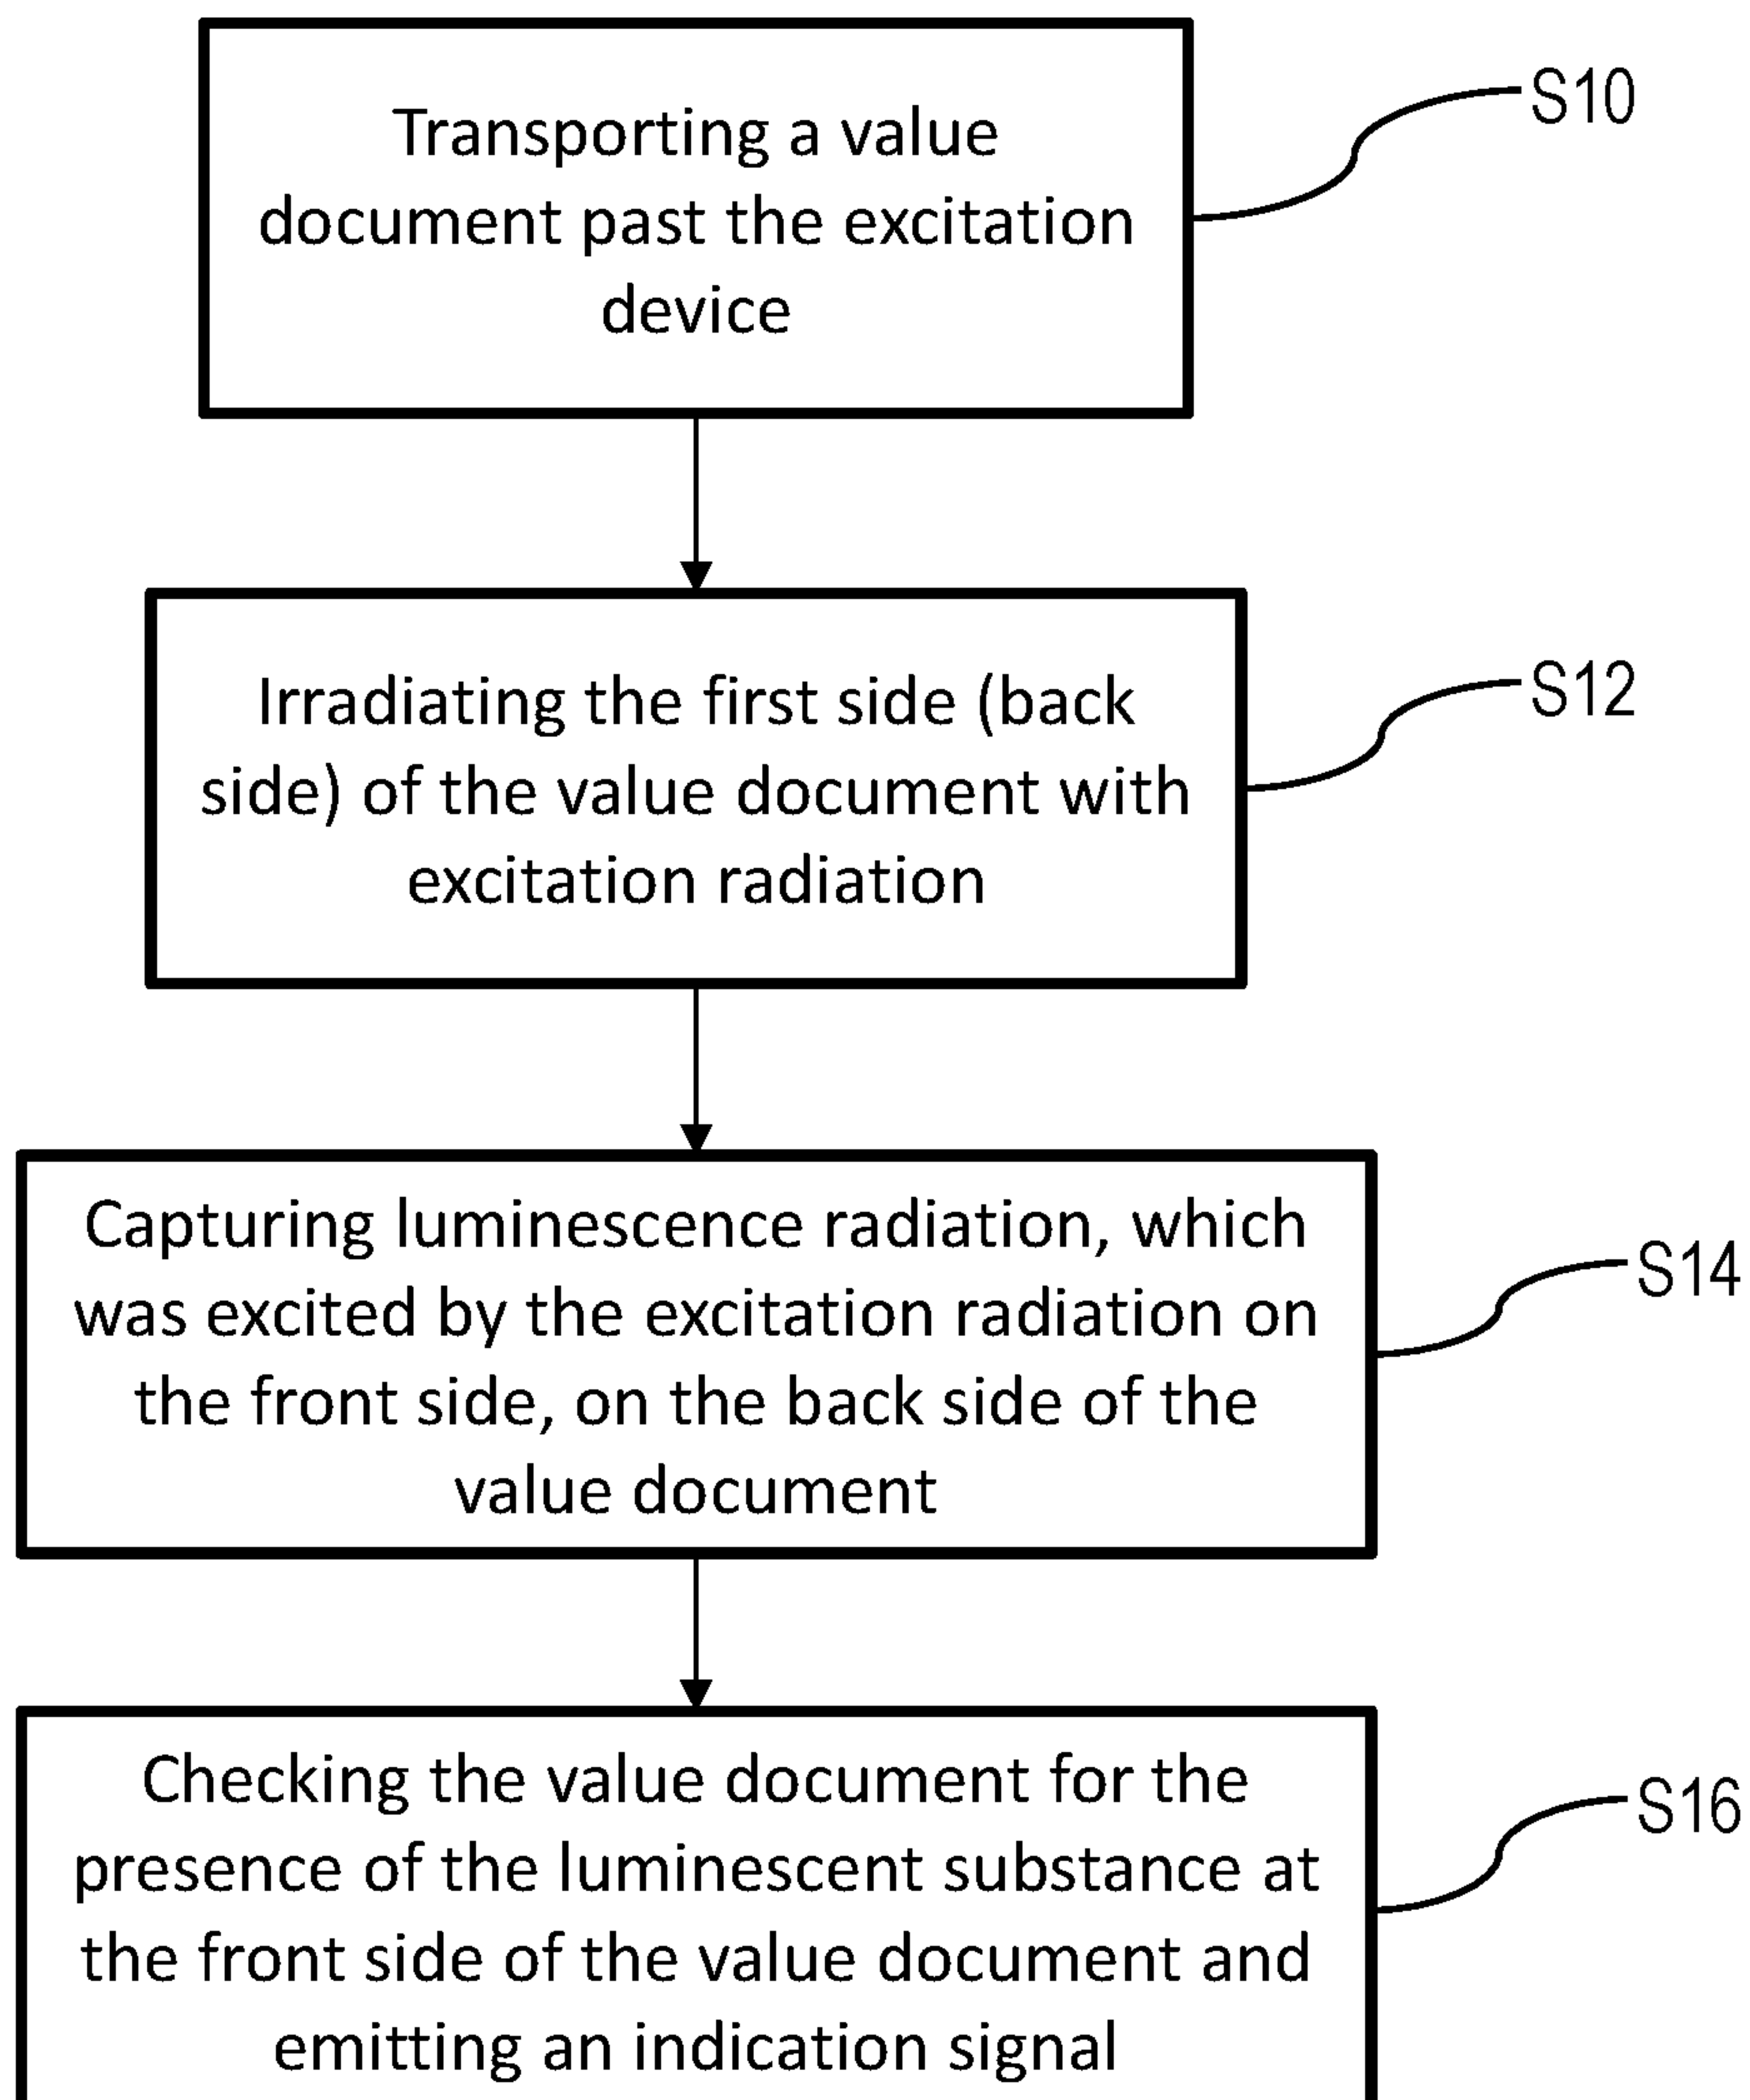 Transporting a value
document past the excitation
device
S10
Irradiating the first side (back
side) of the value document with
excitation radiation
S12
Capturing luminescence radiation, which
was excited by the excitation radiation on
the front side, on the back side of the
value document
S14
Checking the value document for the
presence of the luminescent substance at
the front side of the value document and
emitting an indication signal
S16